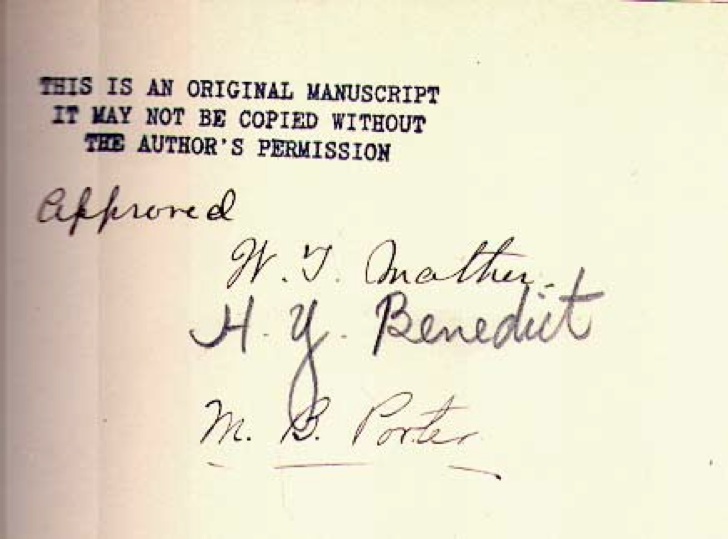 THIS IS AN ORIGINAL MANUSCRIPT
IT MAY NOT BE COPIED WITHOUT
THE AUTHOR'S PERMISSION
Approved
W. T. Mather.
H. Y. Benedict
M. B. Porter